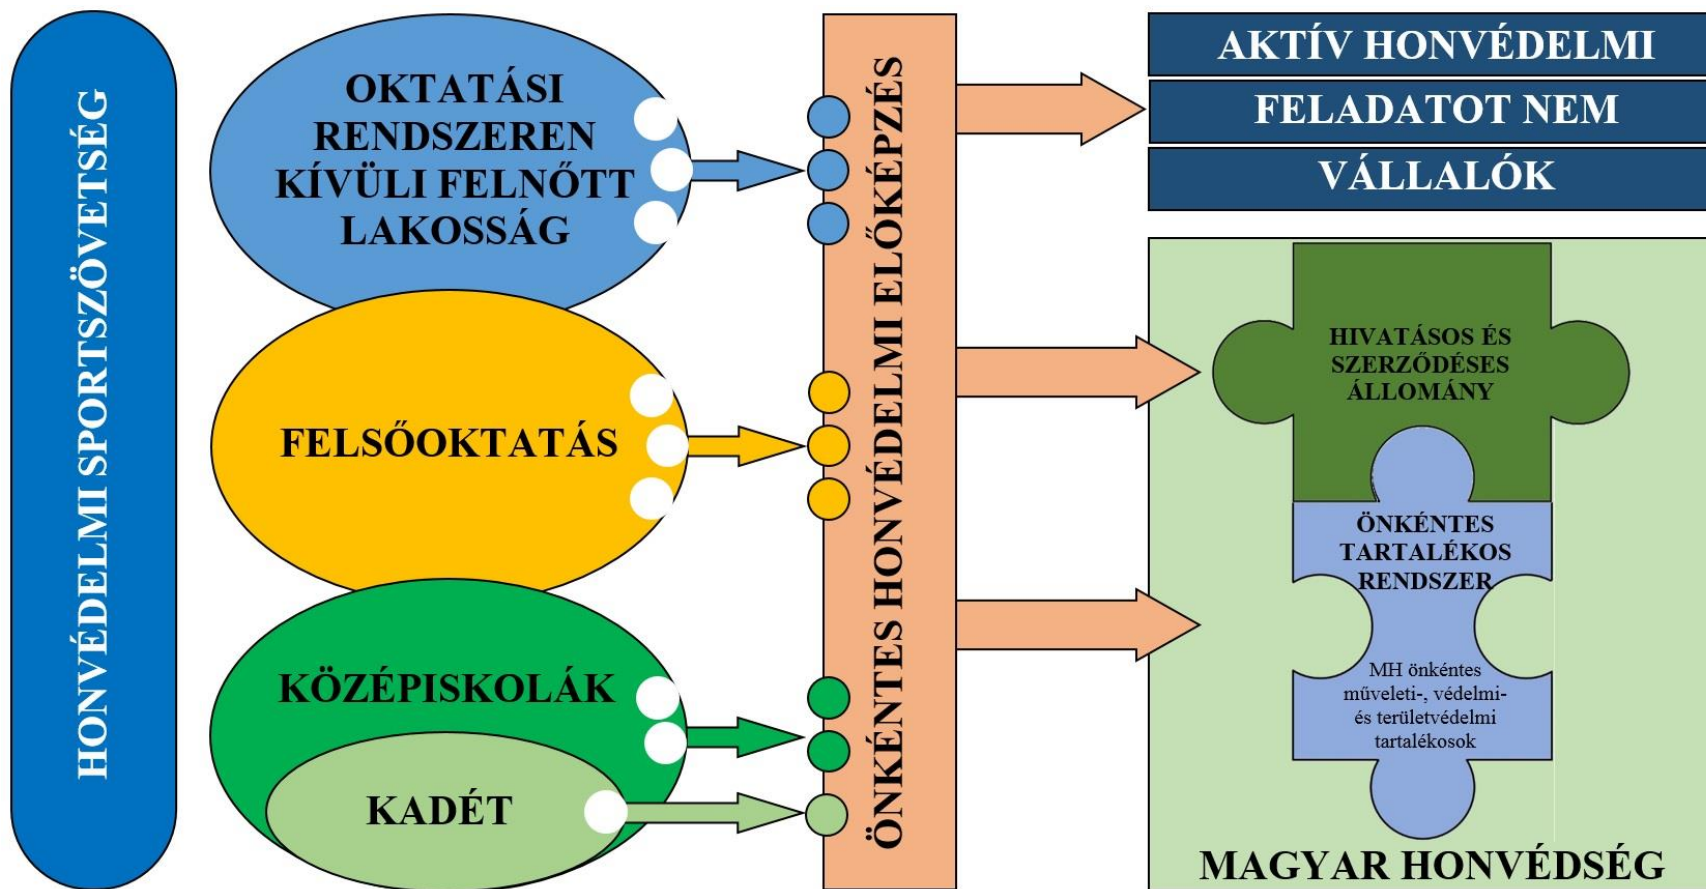 HONVÉDELMI SPORTSZÖVETSÉG
OKTATÁSI
RENDSZEREN
KÍVÜLI FELNŐTT
LAKOSSÁG
FELSŐOKTATÁS
KÖZÉPISKOLÁK
KADÉT
ÖNKÉNTES HONVÉDELMI ELŐKÉPZÉS
AKTÍV HONVÉDELMI
FELADATOT NEM
VÁLLALÓK
HIVATÁSOS ÉS
SZERZŐDÉSES
ÁLLOMÁNY
ÖNKÉNTES
TARTALÉKOS
RENDSZER
MH önkéntes
műveleti-, védelmi-
és területvédelmi
tartalékosok
MAGYAR HONVÉDSÉG